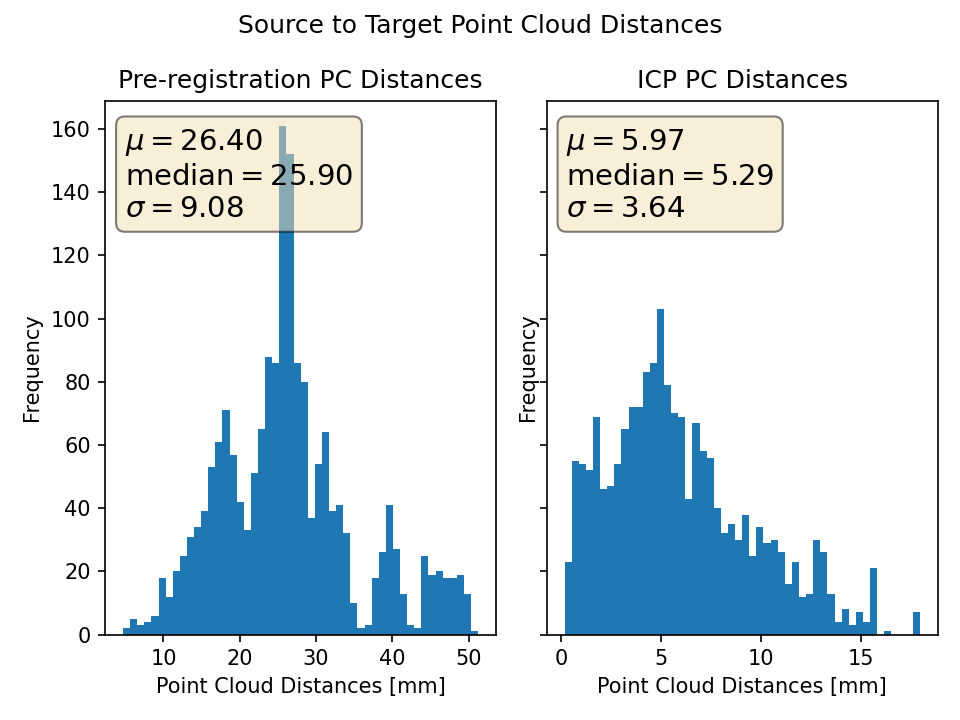 Source to Target Point Cloud Distances
Pre-registration PC Distances
μ = 26.40
median = 25.90
σ = 9.08
Frequency
160
140
120
100
80
60
40
20
0
10 20 30 40 50
Point Cloud Distances [mm]
ICP PC Distances
μ = 5.97
median = 5.29
σ = 3.64
Frequency
0 5 10 15
Point Cloud Distances [mm]